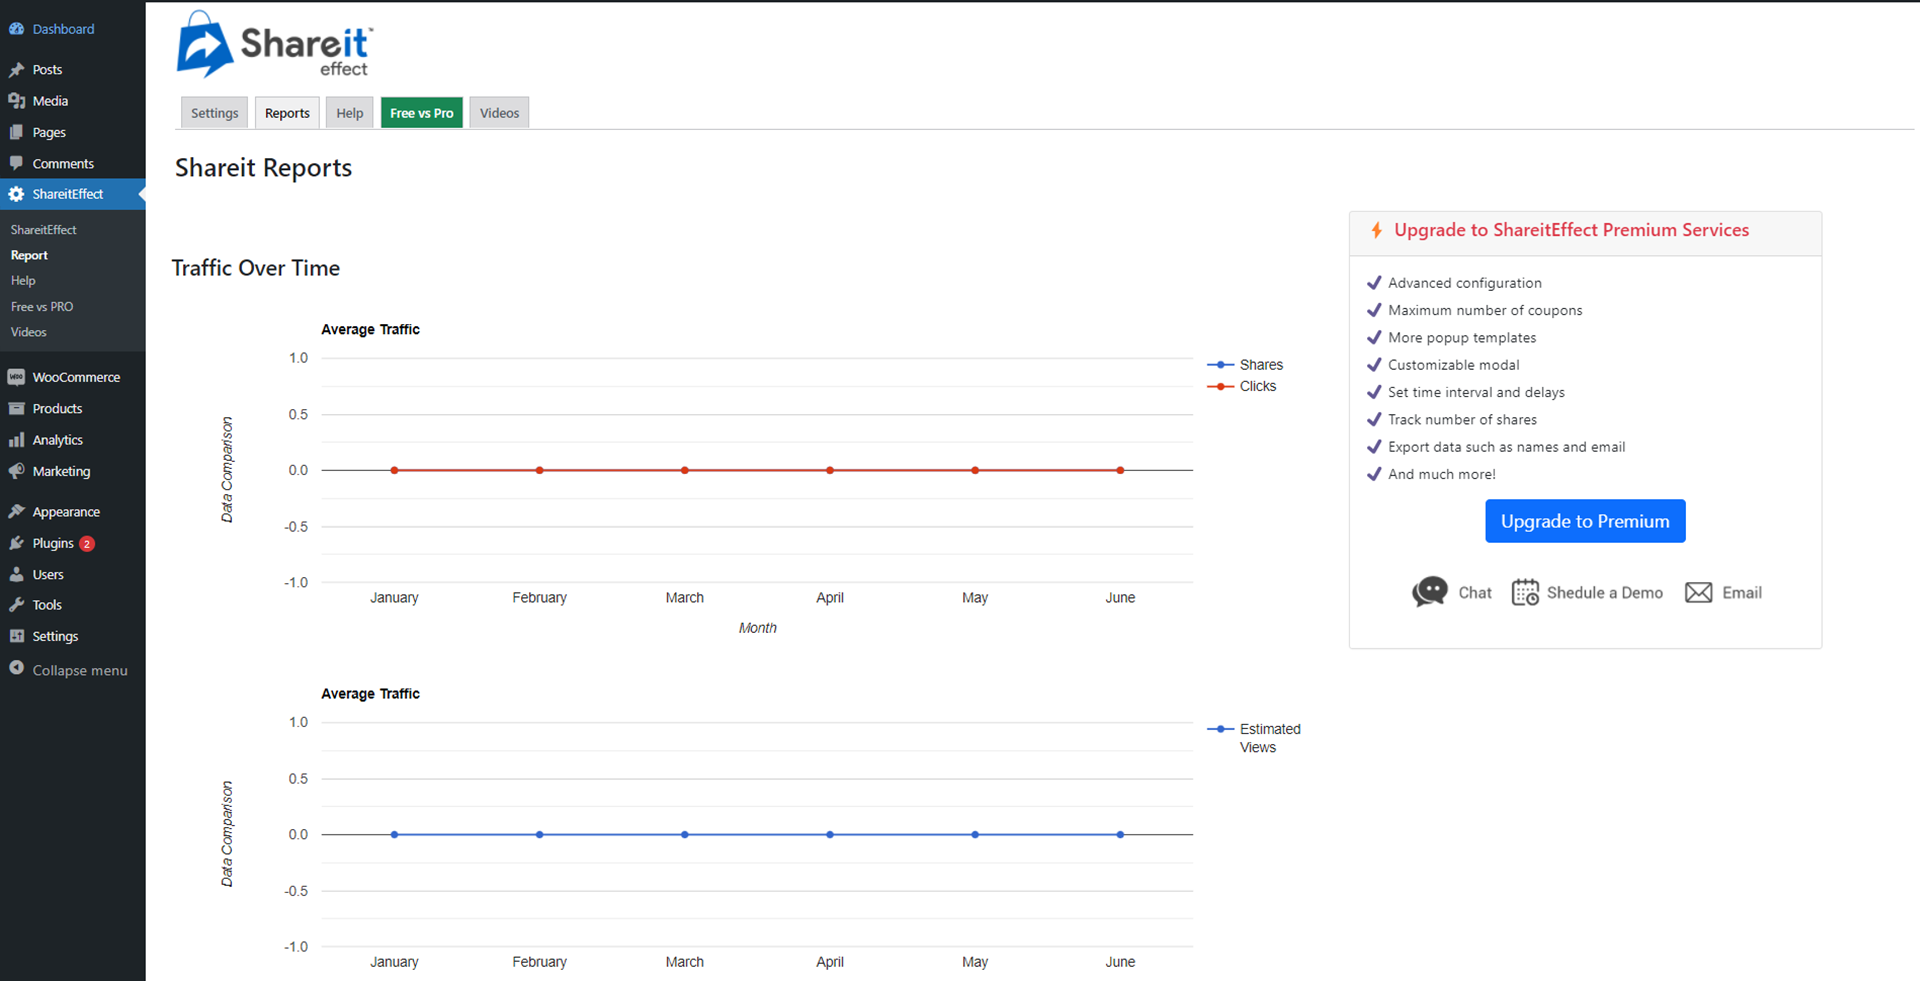 Dashboard
Posts
Media
Pages
Comments
ShareitEffect
ShareitEffect
Report
Help
Free vs PRO
Videos
WooCommerce
Products
Analytics
Marketing
Appearance
Plugins 2
Users
Tools
Settings
Collapse menu
Shareit™
effect
Settings Reports Help Free vs Pro Videos
Shareit Reports
Traffic Over Time
Average Traffic
1.0
0.5
0.0
-0.5
-1.0
Data Comparison
January February March April May June
Month
Shares
Clicks
Average Traffic
1.0
0.5
0.0
-0.5
-1.0
Data Comparison
January February March April May June
Estimated
Views
Upgrade to ShareitEffect Premium Services
Advanced configuration
Maximum number of coupons
More popup templates
Customizable modal
Set time interval and delays
Track number of shares
Export data such as names and email
And much more!
Upgrade to Premium
Chat Shedule a Demo Email